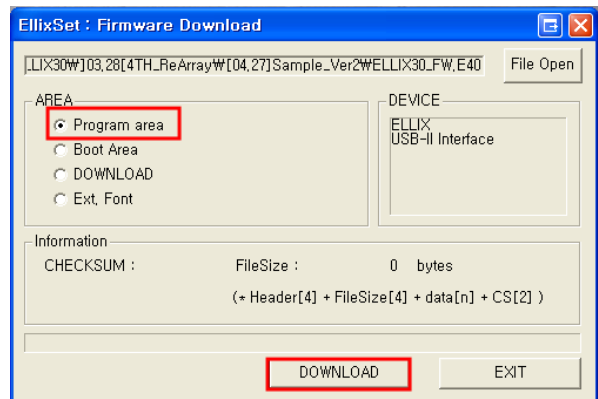 EllixSet : Firmware Download
.LIX30₩]03,28[4TH_ReArray₩[04,27]Sample_Ver2₩ELLIX30_FW,E40
File Open
AREA
Program area
Boot Area
DOWNLOAD
Ext, Font
DEVICE
ELLIX
USB-II Interface
Information
CHECKSUM :
FileSize :
0 bytes
(* Header[4] + FileSize[4] + data[n] + CS[2] )
DOWNLOAD
EXIT